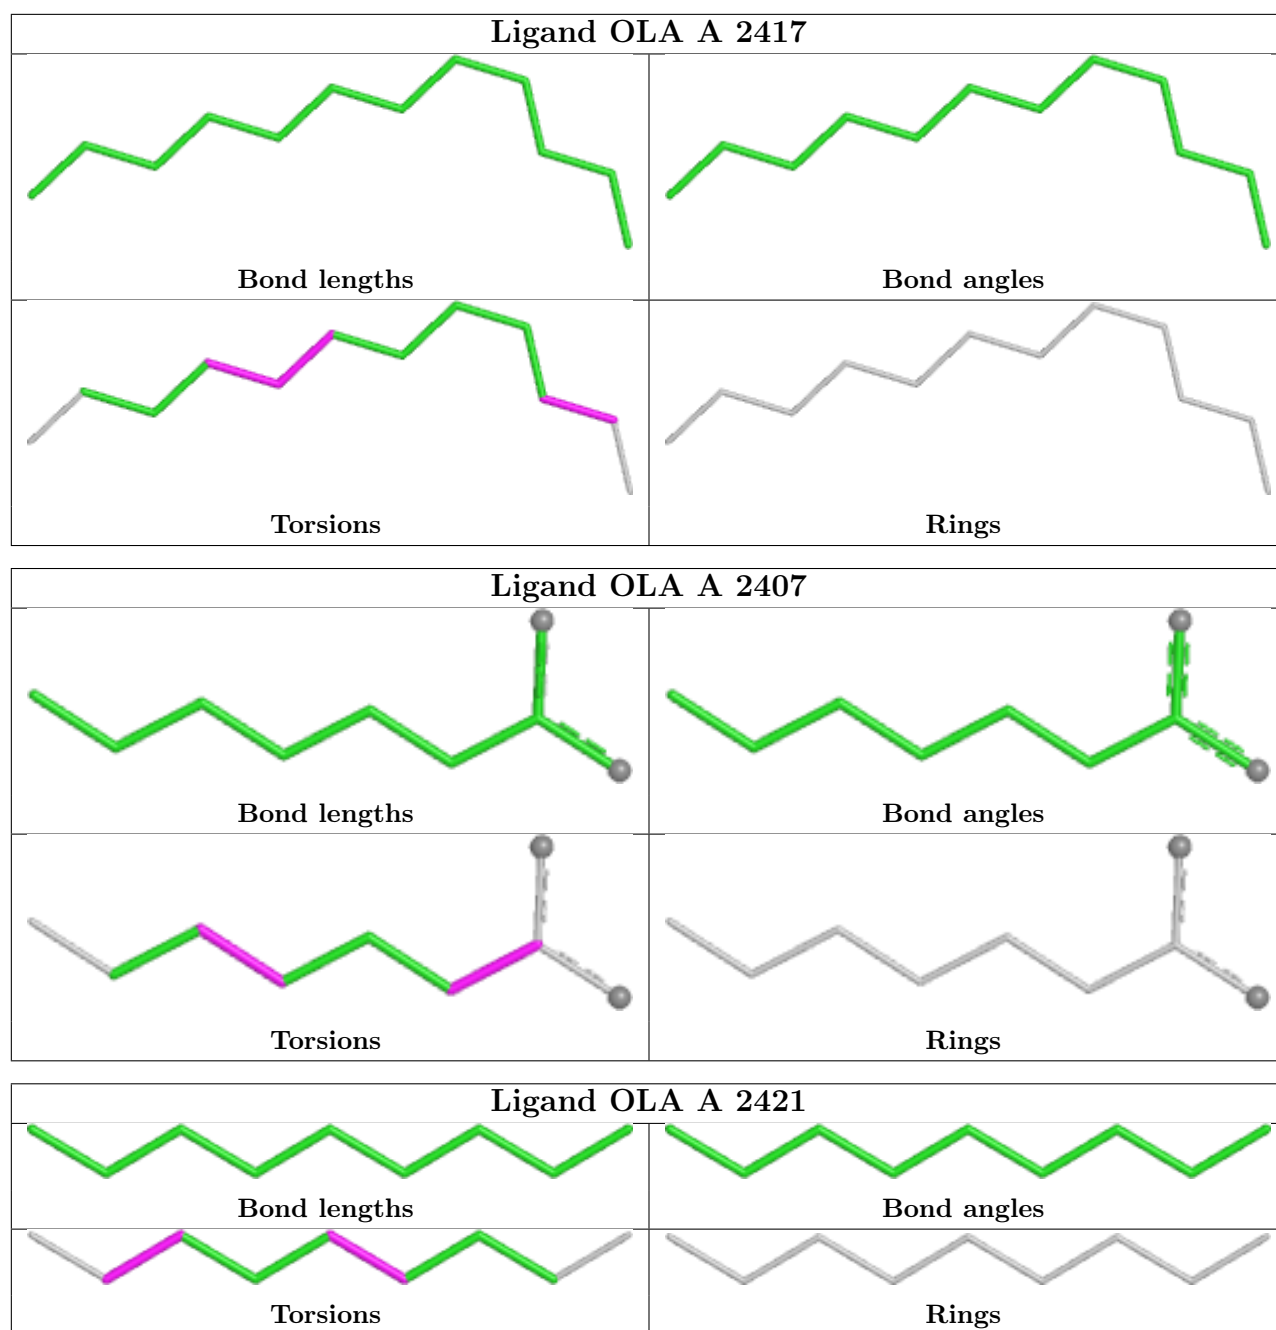 Ligand OLA A 2417
Bond lengths
Bond angles
Torsions
Rings
Ligand OLA A 2407
Bond lengths
Bond angles
Torsions
Rings
Ligand OLA A 2421
Bond lengths
Bond angles
Torsions
Rings